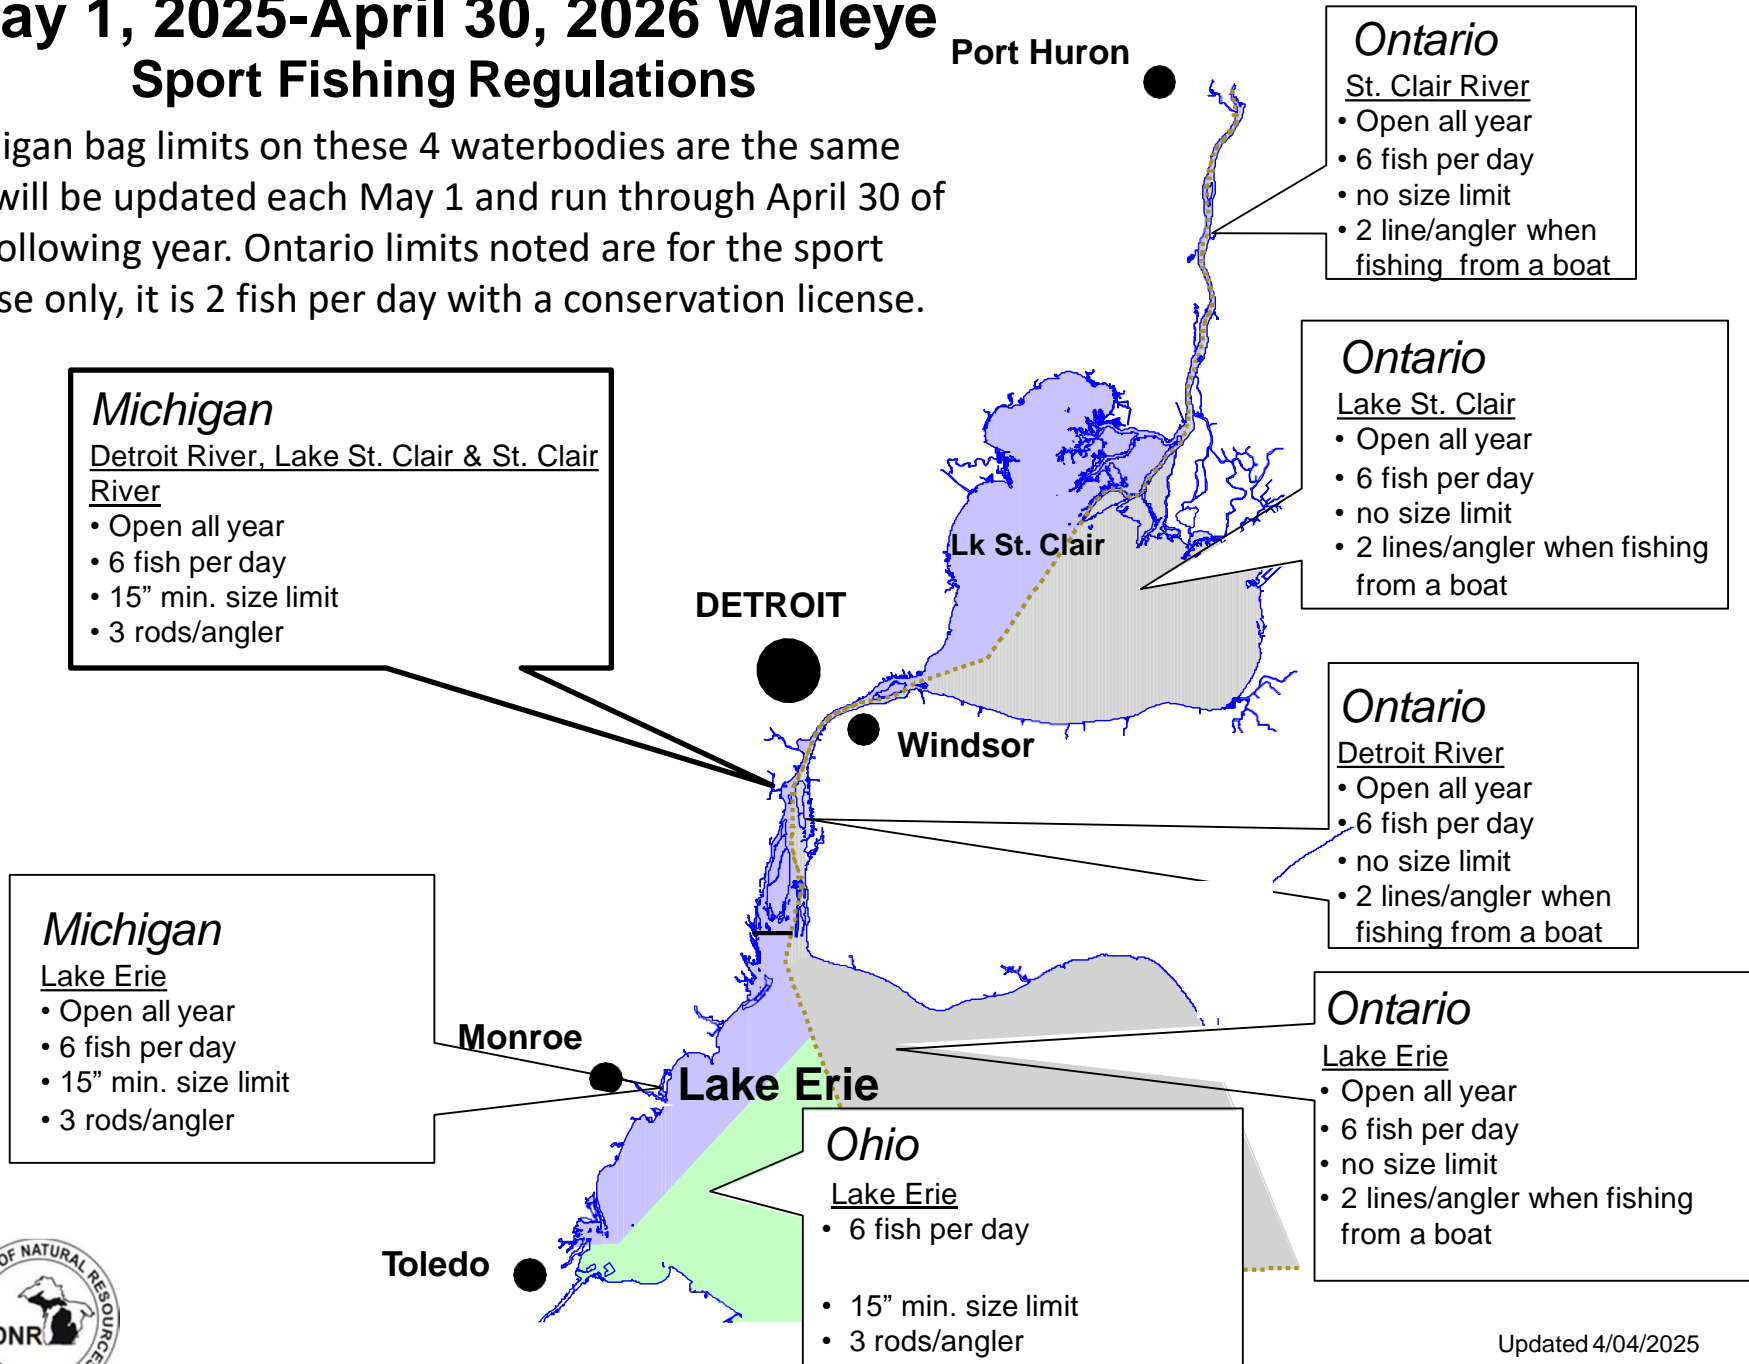 ay 1, 2025-April 30, 2026 Walleye
Sport Fishing Regulations
igan bag limits on these 4 waterbodies are the same
will be updated each May 1 and run through April 30 of
ollowing year. Ontario limits noted are for the sport
se only, it is 2 fish per day with a conservation license.
Port Huron
Ontario
St. Clair River
• Open all year
• 6 fish per day
• no size limit
• 2 line/angler when
fishing from a boat
Ontario
Lake St. Clair
• Open all year
• 6 fish per day
• no size limit
• 2 lines/angler when fishing
from a boat
Michigan
Detroit River, Lake St. Clair & St. Clair
River
• Open all year
• 6 fish per day
• 15” min. size limit
• 3 rods/angler
Lk St. Clair
DETROIT
Windsor
Ontario
Detroit River
• Open all year
• 6 fish per day
• no size limit
• 2 lines/angler when
fishing from a boat
Michigan
Lake Erie
• Open all year
• 6 fish per day
• 15” min. size limit
• 3 rods/angler
Monroe
Lake Erie
Ontario
Lake Erie
• Open all year
• 6 fish per day
• no size limit
• 2 lines/angler when fishing
from a boat
Ohio
Lake Erie
• 6 fish per day
• 15” min. size limit
• 3 rods/angler
Toledo
OF NATURAL RESOURCES
DNR
Updated 4/04/2025